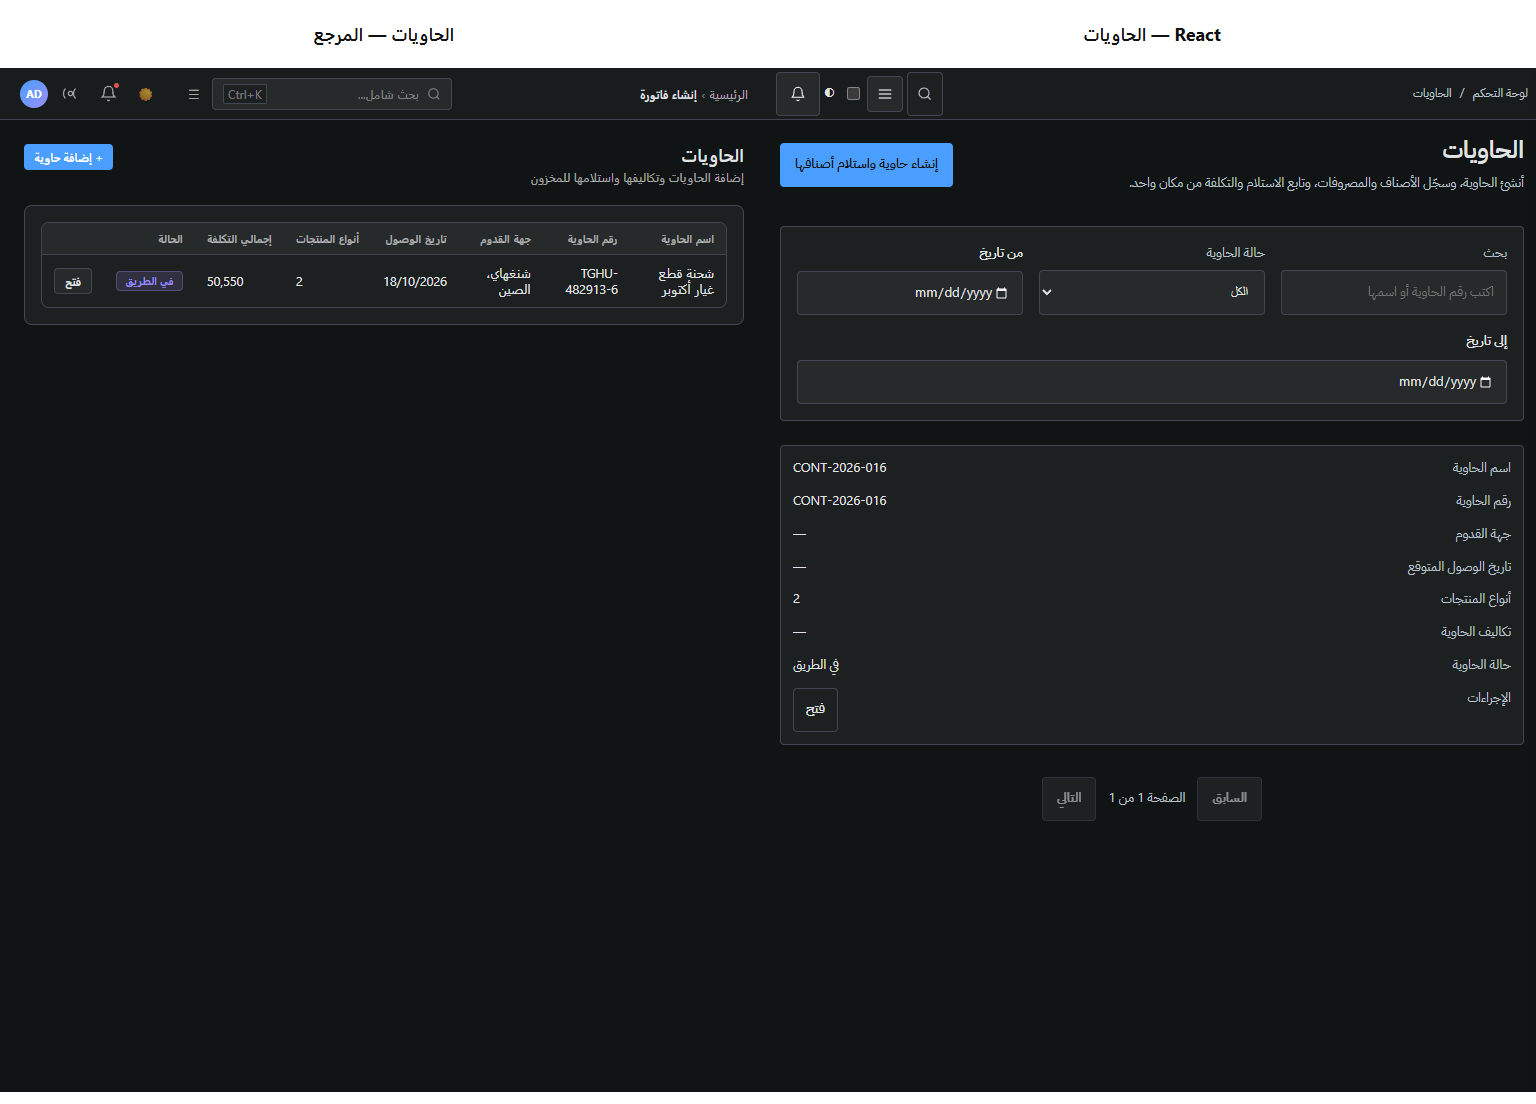 React — الحاويات
لوحة التحكم / الحاويات
الحاويات
أنشئ الحاوية، وسجّل الأصناف والمصروفات، وتابع الاستلام والتكلفة من مكان واحد.
إنشاء حاوية واستلام أصنافها
بحث
اكتب رقم الحاوية أو اسمها
حالة الحاوية
الكل
من تاريخ
mm/dd/yyyy
إلى تاريخ
mm/dd/yyyy
اسم الحاوية CONT-2026-016
رقم الحاوية CONT-2026-016
جهة القدوم —
تاريخ الوصول المتوقع —
أنواع المنتجات 2
تكاليف الحاوية —
حالة الحاوية في الطريق
الإجراءات فتح
السابق الصفحة 1 من 1 التالي
الحاويات — المرجع
الرئيسية › إنشاء فاتورة
بحث شامل... Ctrl+K
AD
الحاويات
إضافة الحاويات وتكاليفها واستلامها للمخزون
+ إضافة حاوية
اسم الحاوية رقم الحاوية جهة القدوم تاريخ الوصول أنواع المنتجات إجمالي التكلفة الحالة
شحنة قطع غيار أكتوبر TGHU-482913-6 شنغهاي، الصين 18/10/2026 2 50,550 في الطريق فتح